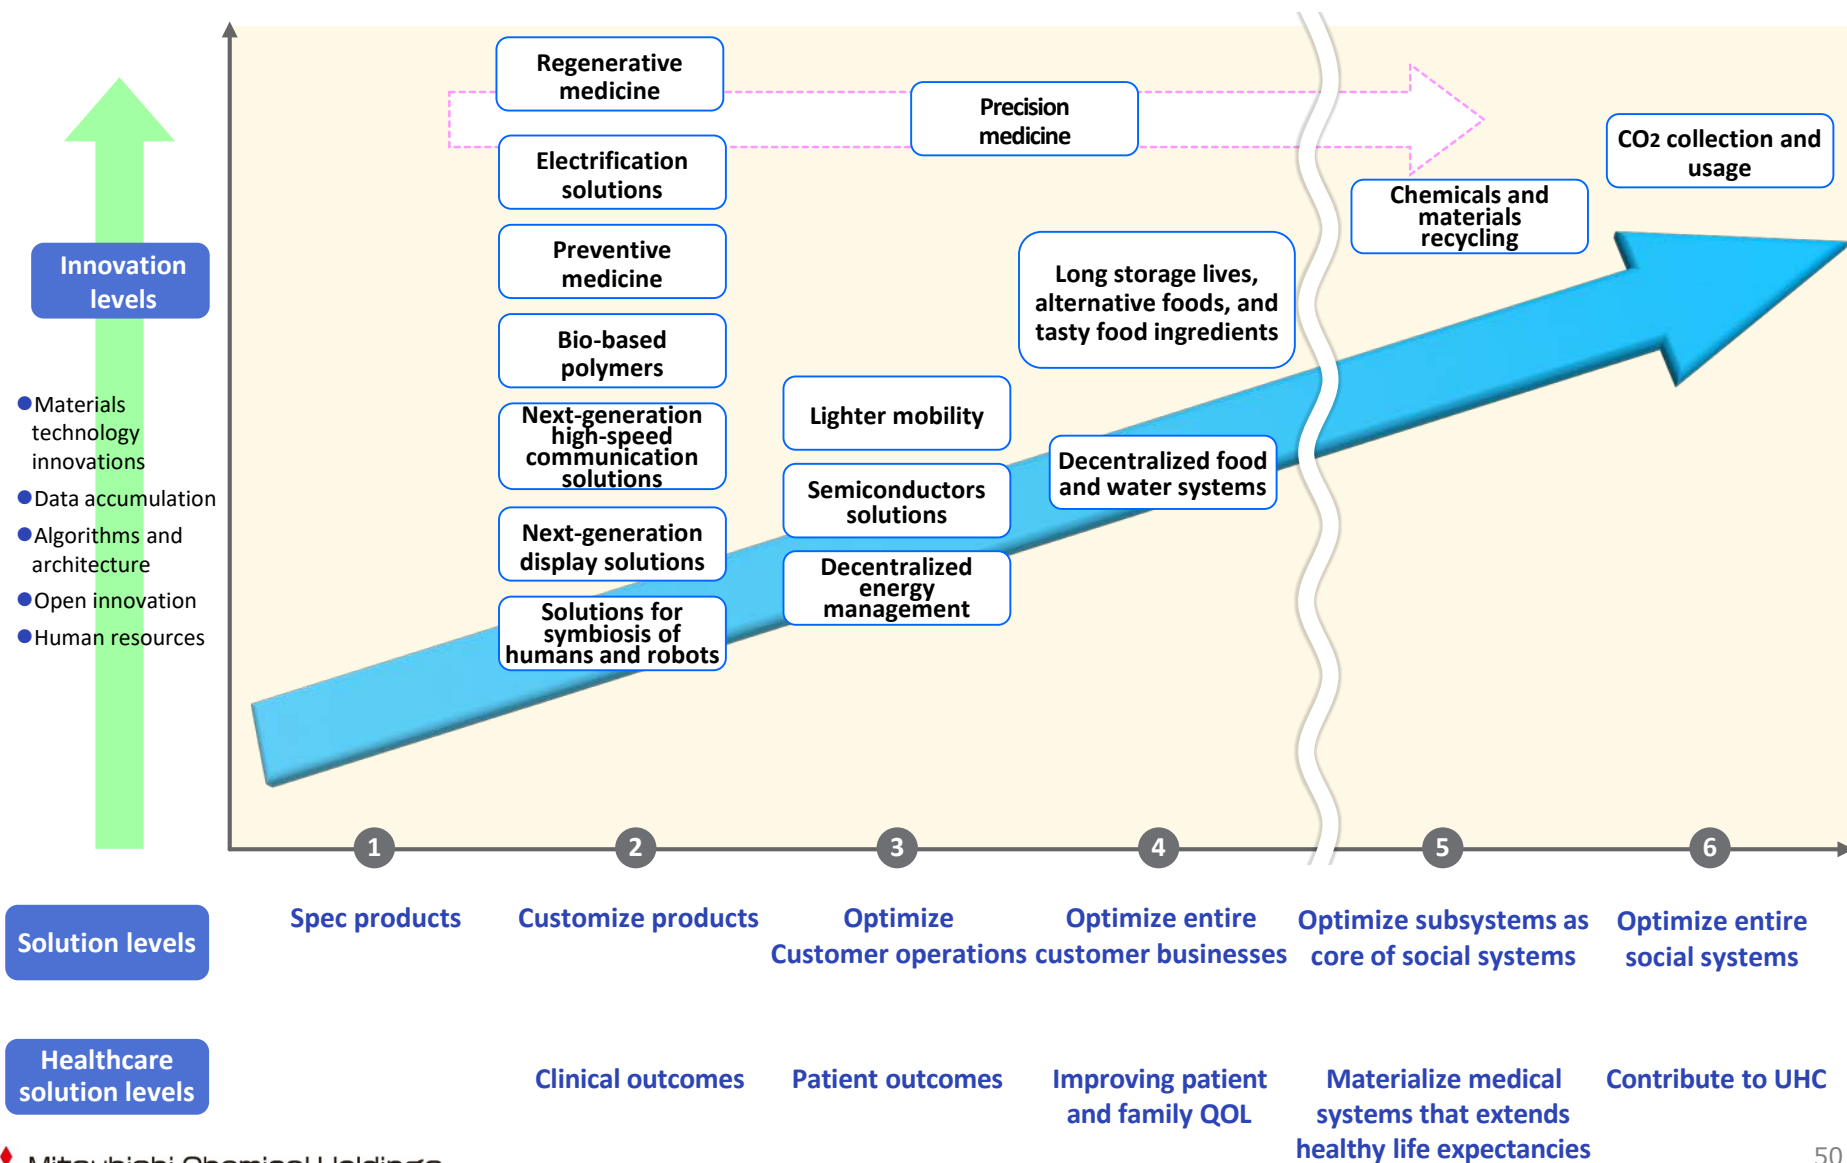 Regenerative
medicine
Precision
medicine
CO2 collection and
usage
Electrification
solutions
Chemicals and
materials
recycling
Innovation
levels
Preventive
medicine
Long storage lives,
alternative foods, and
tasty food ingredients
Bio-based
polymers
●Materials
technology
innovations
●Data accumulation
●Algorithms and
architecture
●Open innovation
●Human resources
Next-generation
high-speed
communication
solutions
Lighter mobility
Decentralized food
and water systems
Semiconductors
solutions
Next-generation
display solutions
Decentralized
energy
management
Solutions for
symbiosis of
humans and robots
1 2 3 4 5 6
Solution levels
Spec products
Customize products
Optimize
Customer operations
Optimize entire
customer businesses
Optimize subsystems as
core of social systems
Optimize entire
social systems
Healthcare
solution levels
Clinical outcomes
Patient outcomes
Improving patient
and family QOL
Materialize medical
systems that extends
healthy life expectancies
Contribute to UHC
Mitsubishi Chemical Holdings
50